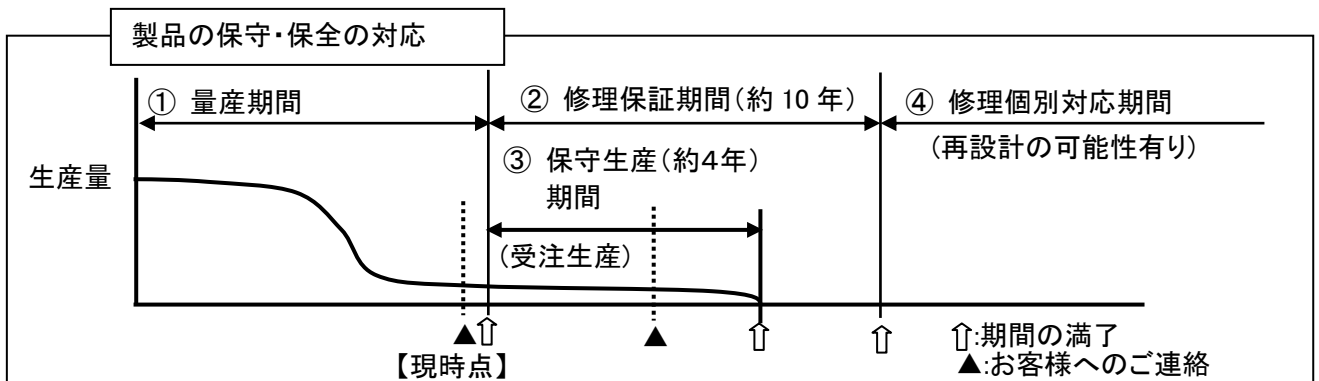 製品の保守・保全の対応
① 量産期間
② 修理保証期間(約 10 年)
④ 修理個別対応期間
(再設計の可能性有り)
③ 保守生産(約4年)
期間
生産量
(受注生産)
▲⇧
▲
⇧
⇧
⇧:期間の満了
【現時点】
▲:お客様へのご連絡